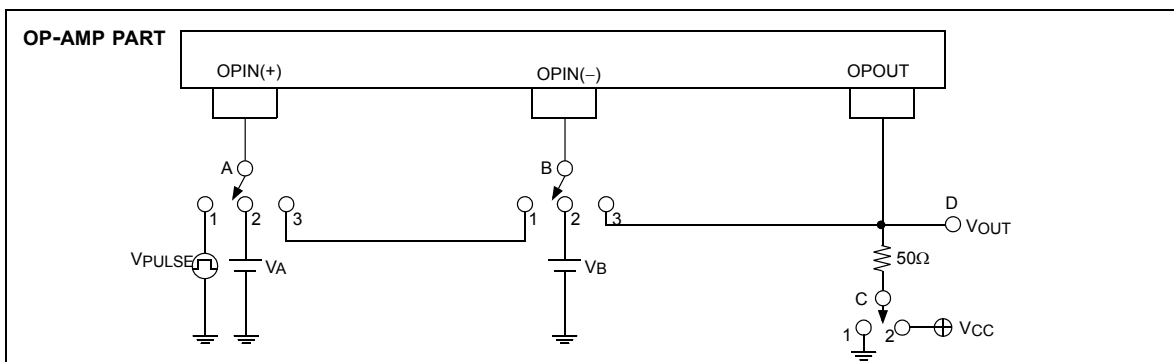 OP-AMP PART
OPIN(+) OPIN(−) OPOUT
A B
1 2 3 1 2 3 D
VOUT
VPULSE VA VB 50Ω
C
1 2 VCC